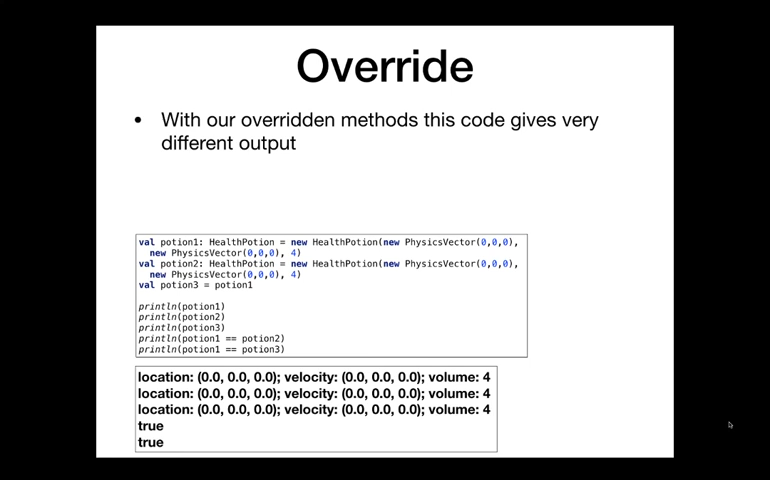 Override
• With our overridden methods this code gives very
different output
val potion1: HealthPotion = new HealthPotion(new PhysicsVector(0,0,0),
new PhysicsVector(0,0,0), 4)
val potion2: HealthPotion = new HealthPotion(new PhysicsVector(0,0,0),
new PhysicsVector(0,0,0), 4)
val potion3 = potion1
println(potion1)
println(potion2)
println(potion3)
println(potion1 == potion2)
println(potion1 == potion3)
location: (0.0, 0.0, 0.0); velocity: (0.0, 0.0, 0.0); volume: 4
location: (0.0, 0.0, 0.0); velocity: (0.0, 0.0, 0.0); volume: 4
location: (0.0, 0.0, 0.0); velocity: (0.0, 0.0, 0.0); volume: 4
true
true